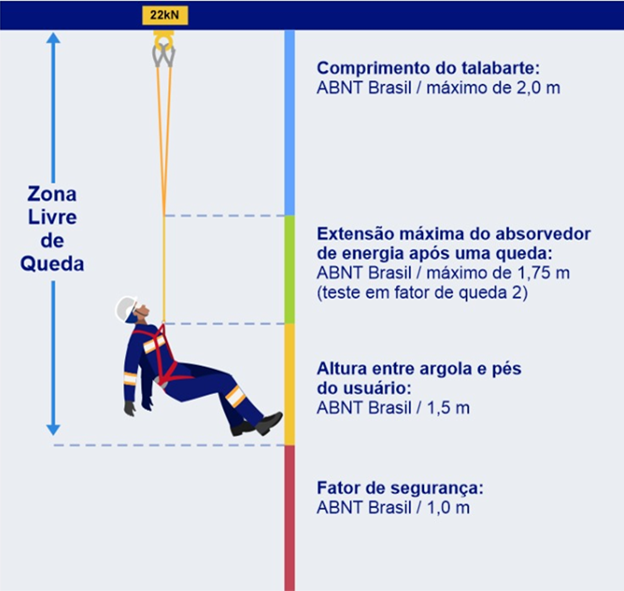 22kN
Zona
Livre
de
Queda
Comprimento do talabarte:
ABNT Brasil / máximo de 2,0 m
Extensão máxima do absorvedor
de energia após uma queda:
ABNT Brasil / máximo de 1,75 m
(teste em fator de queda 2)
Altura entre argola e pés
do usuário:
ABNT Brasil / 1,5 m
Fator de segurança:
ABNT Brasil / 1,0 m